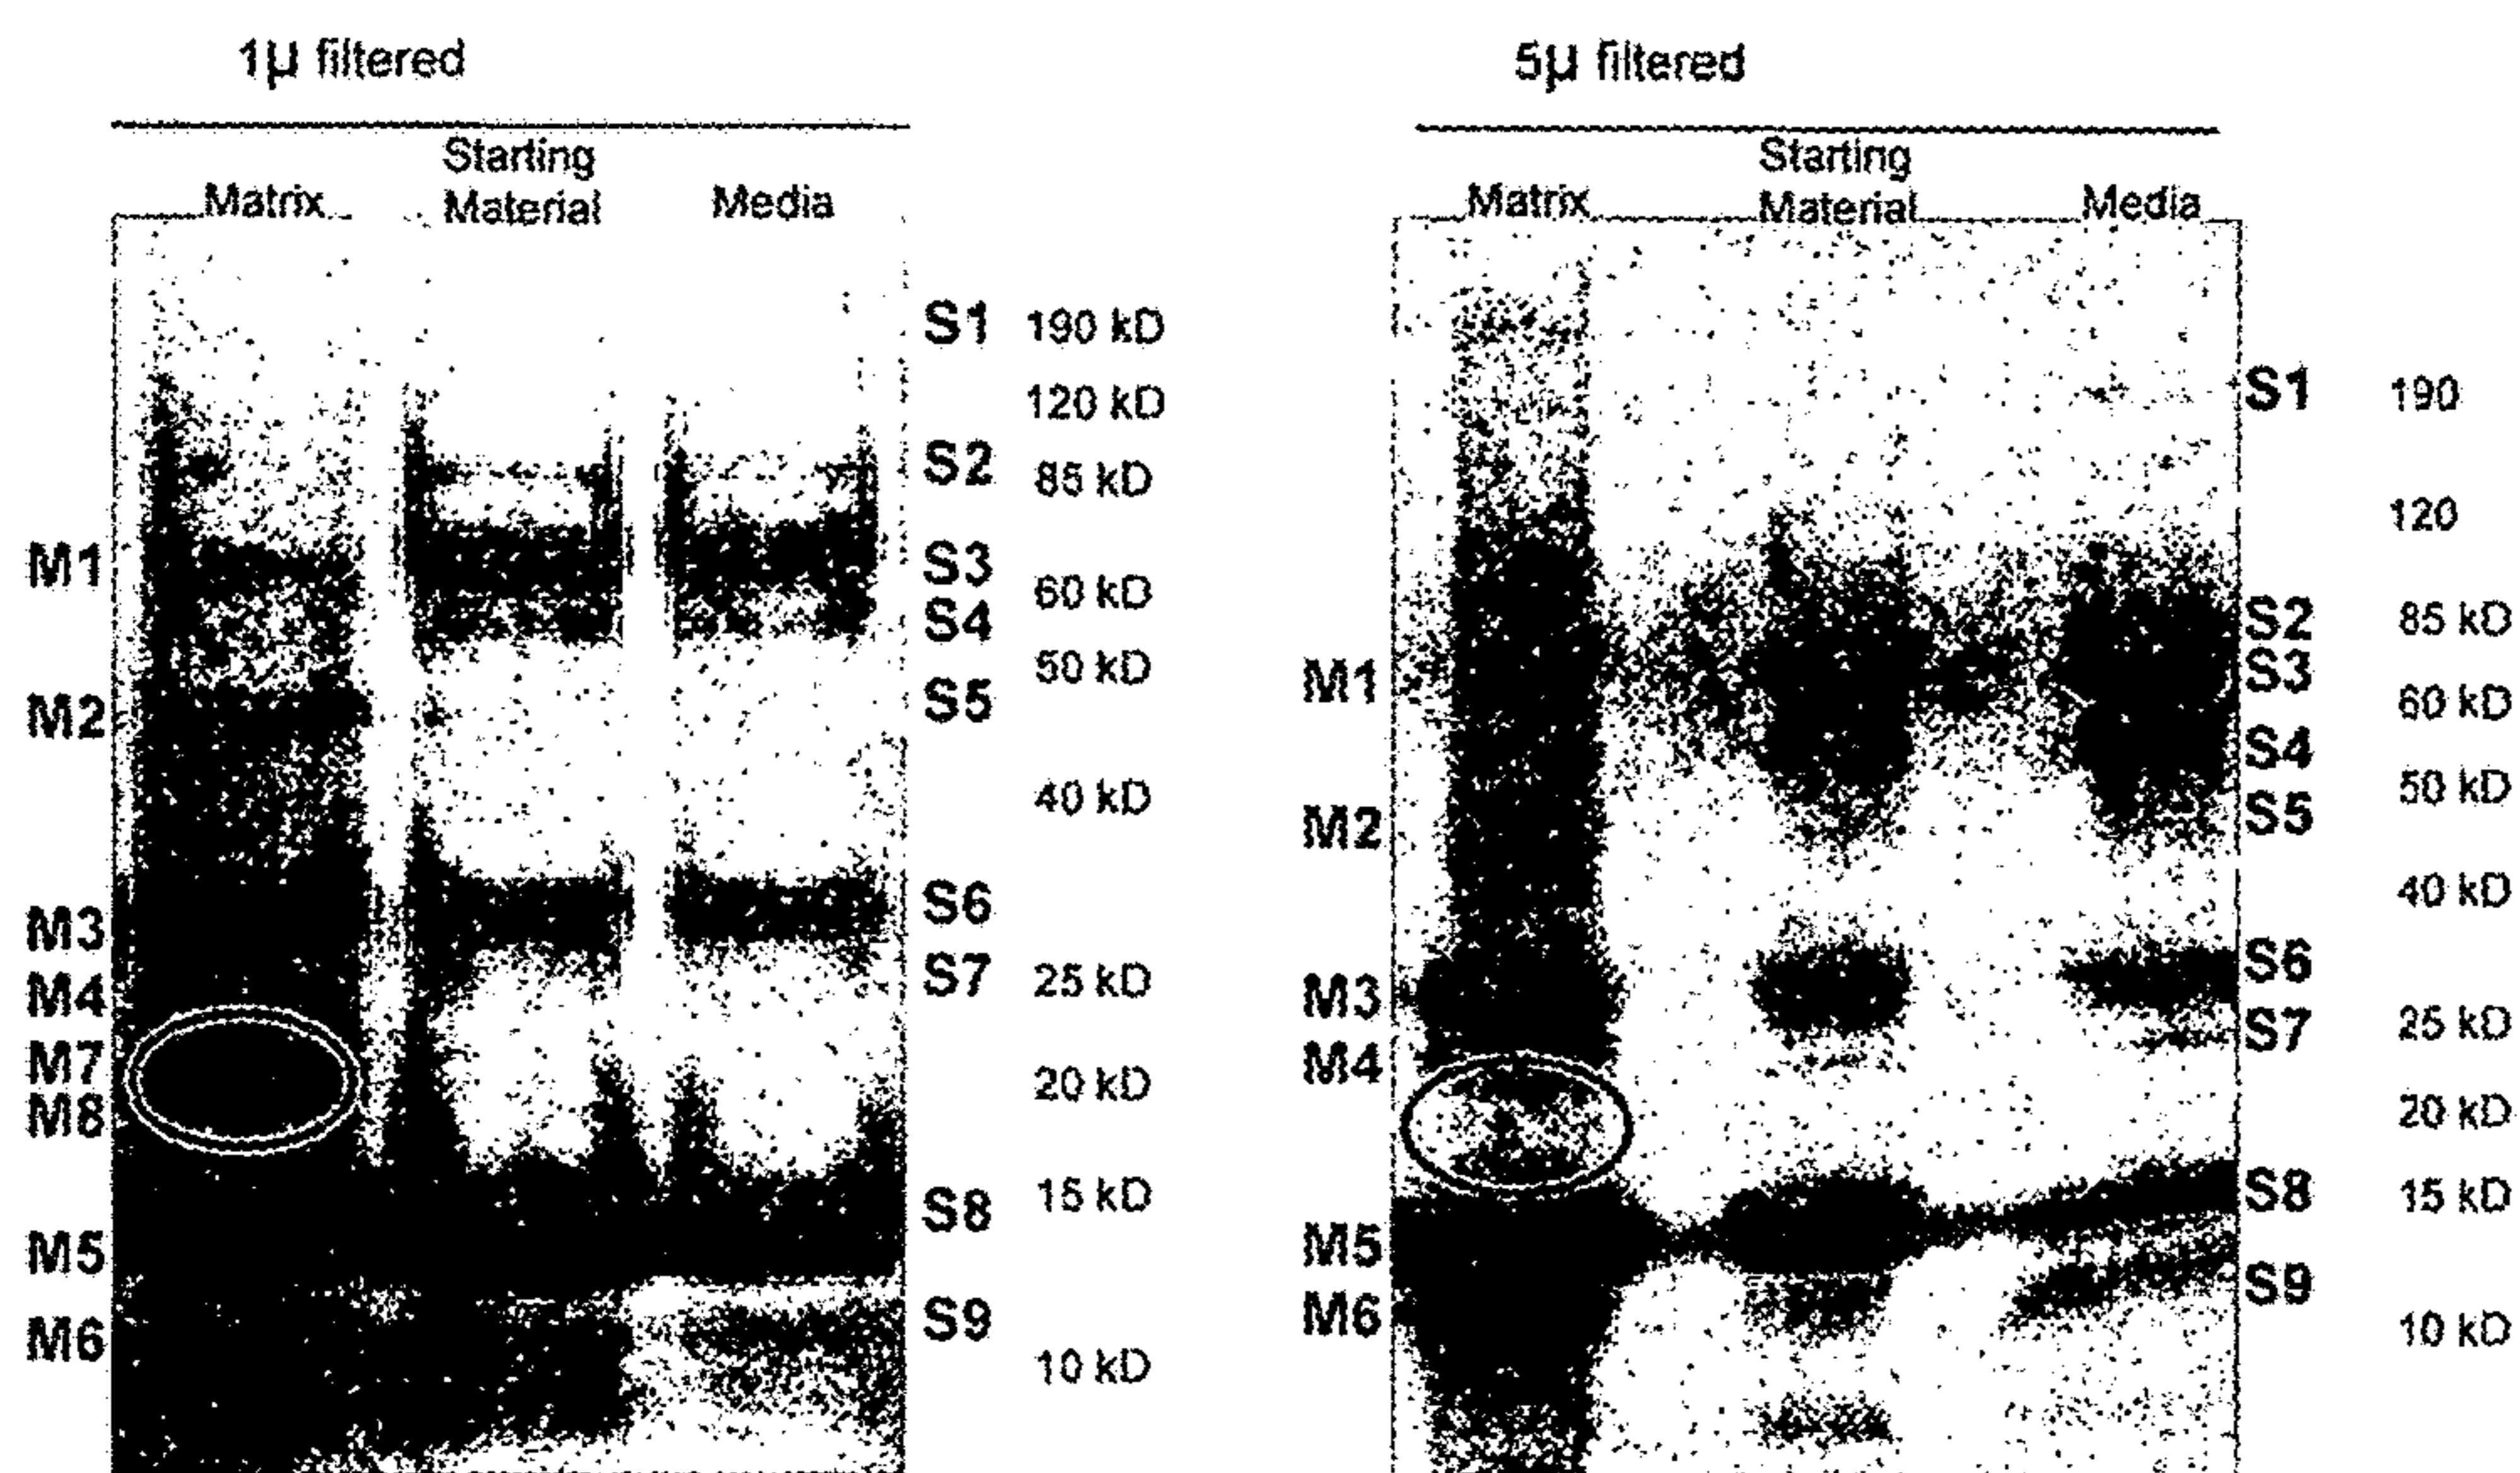 1µ filtered
Matrix
Starting
Material
Media
M1
M2
M3
M4
M7
M8
M5
M6
S1
S2
S3
S4
S5
S6
S7
S8
S9
190 kD
120 kD
85 kD
60 kD
50 kD
40 kD
25 kD
20 kD
15 kD
10 kD
5µ filtered
Matrix
Starting
Material
Media
M1
M2
M3
M4
M5
M6
S1
S2
S3
S4
S5
S6
S7
S8
S9
190
120
85 kD
60 kD
50 kD
40 kD
25 kD
20 kD
15 kD
10 kD